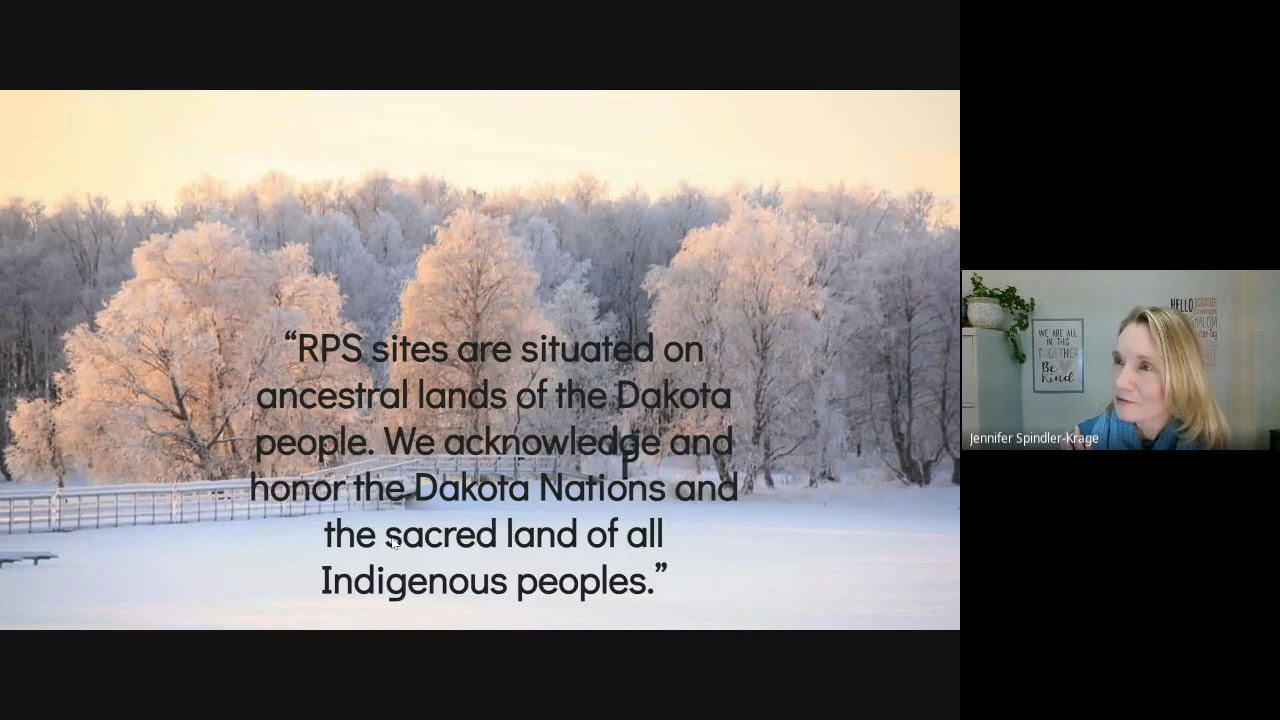 “RPS sites are situated on
ancestral lands of the Dakota
people. We acknowledge and
honor the Dakota Nations and
the sacred land of all
Indigenous peoples.”
WE ARE ALL
IN THIS
TOGETHER
Be
Kind
HELLO
SHALOM
Jennifer Spindler-Krage